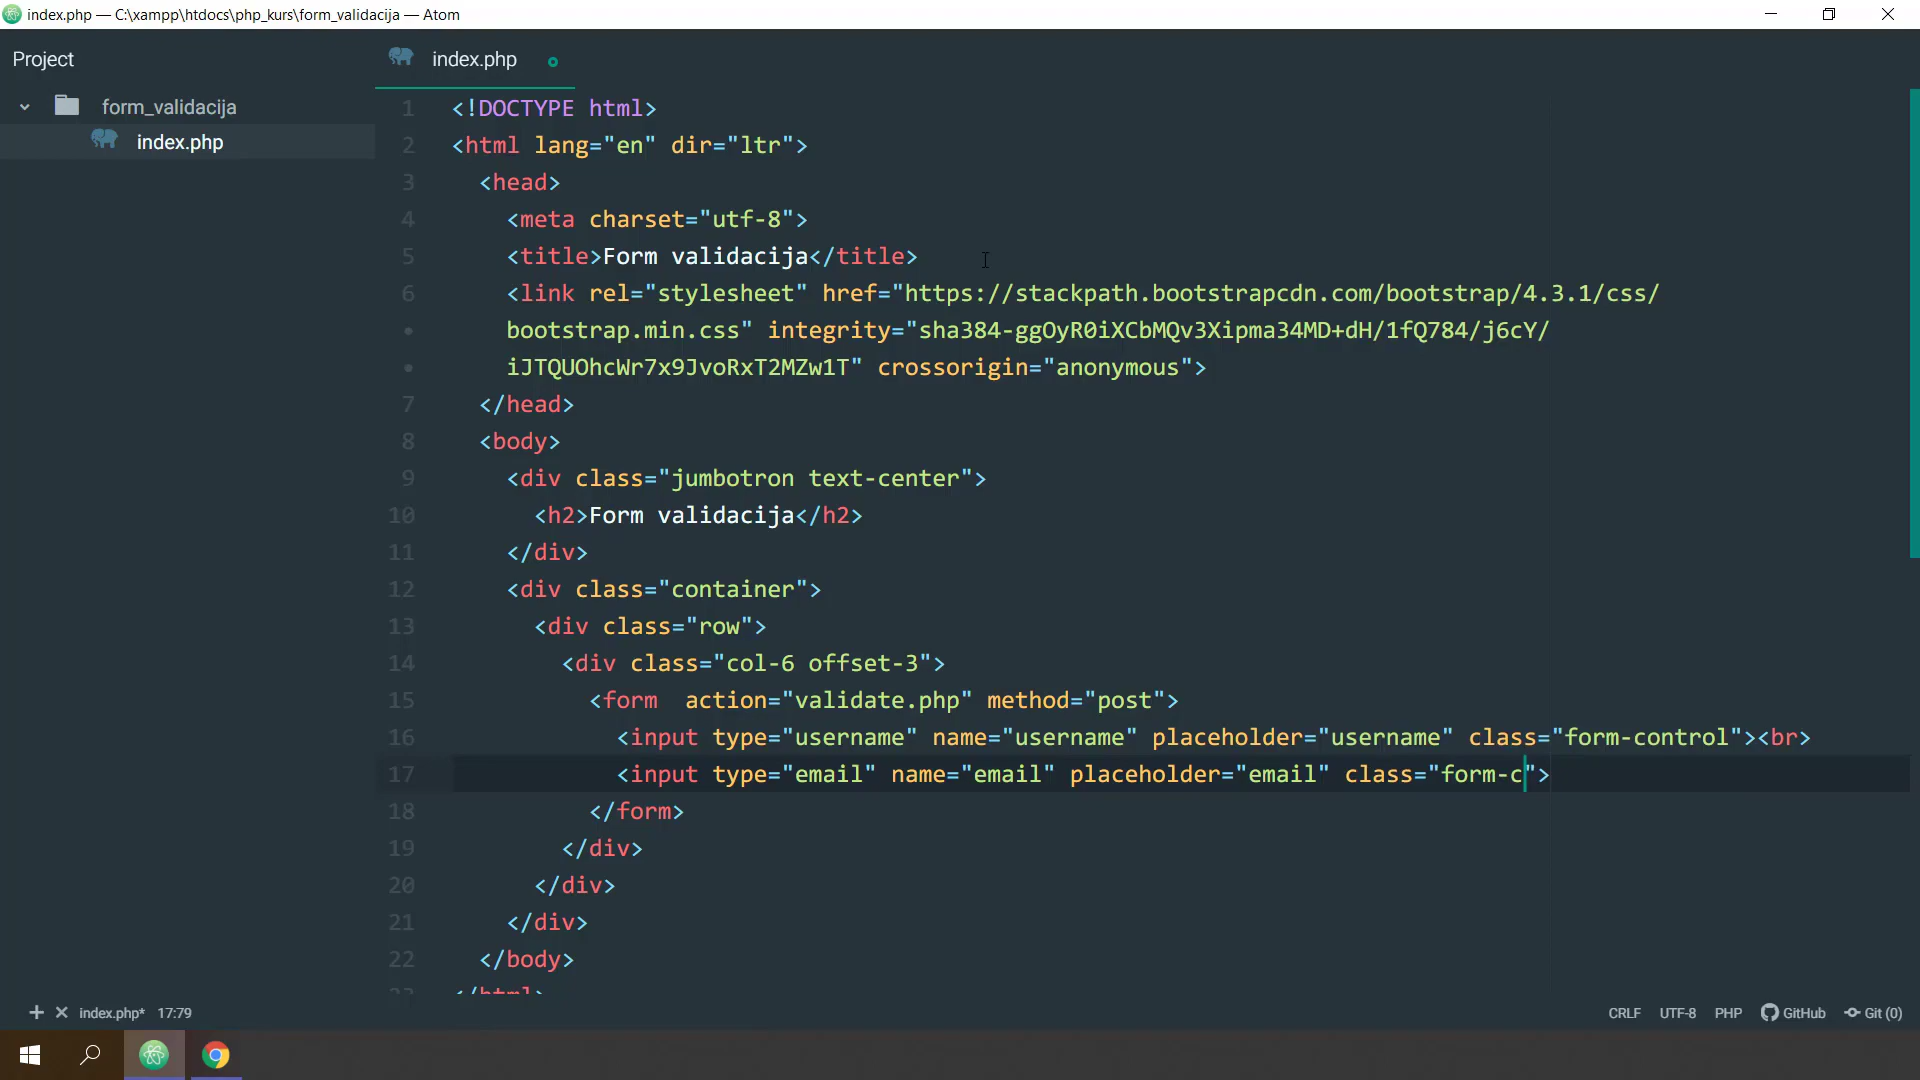 index.php — C:\xampp\htdocs\php_kurs\form_validacija — Atom
Project
form_validacija
index.php
index.php
1 <!DOCTYPE html>
2 <html lang="en" dir="ltr">
3 <head>
4 <meta charset="utf-8">
5 <title>Form validacija</title>
6 <link rel="stylesheet" href="https://stackpath.bootstrapcdn.com/bootstrap/4.3.1/css/
bootstrap.min.css" integrity="sha384-ggOyR0iXCbMQv3Xipma34MD+dH/1fQ784/j6cY/
iJTQUOhcWr7x9JvoRxT2MZw1T" crossorigin="anonymous">
7 </head>
8 <body>
9 <div class="jumbotron text-center">
10 <h2>Form validacija</h2>
11 </div>
12 <div class="container">
13 <div class="row">
14 <div class="col-6 offset-3">
15 <form  action="validate.php" method="post">
16 <input type="username" name="username" placeholder="username" class="form-control"><br>
17 <input type="email" name="email" placeholder="email" class="form-c">
18 </form>
19 </div>
20 </div>
21 </div>
22 </body>
23 </html>
index.php* 17:79
CRLF UTF-8 PHP GitHub Git (0)